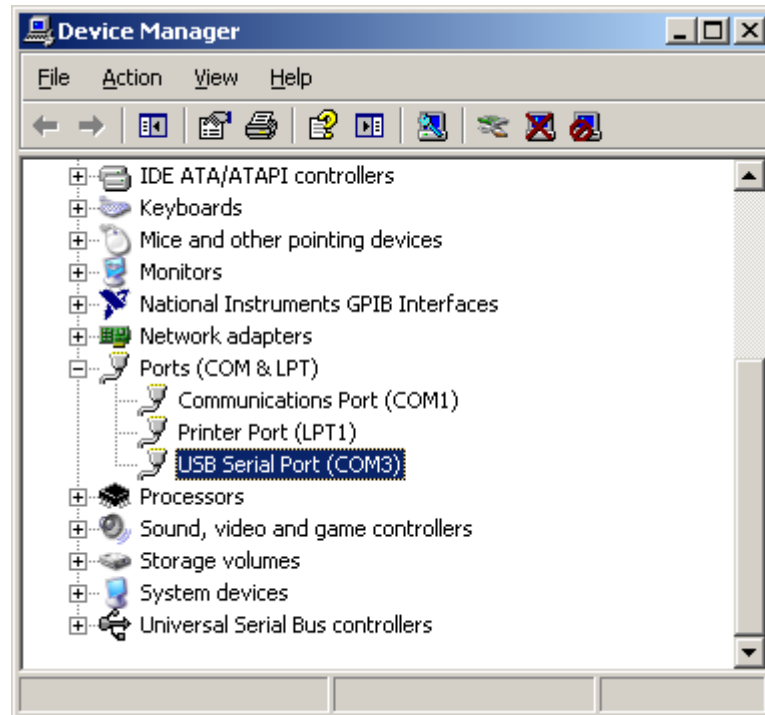 Device Manager
File Action View Help
IDE ATA/ATAPI controllers
Keyboards
Mice and other pointing devices
Monitors
National Instruments GPIB Interfaces
Network adapters
Ports (COM & LPT)
Communications Port (COM1)
Printer Port (LPT1)
USB Serial Port (COM3)
Processors
Sound, video and game controllers
Storage volumes
System devices
Universal Serial Bus controllers